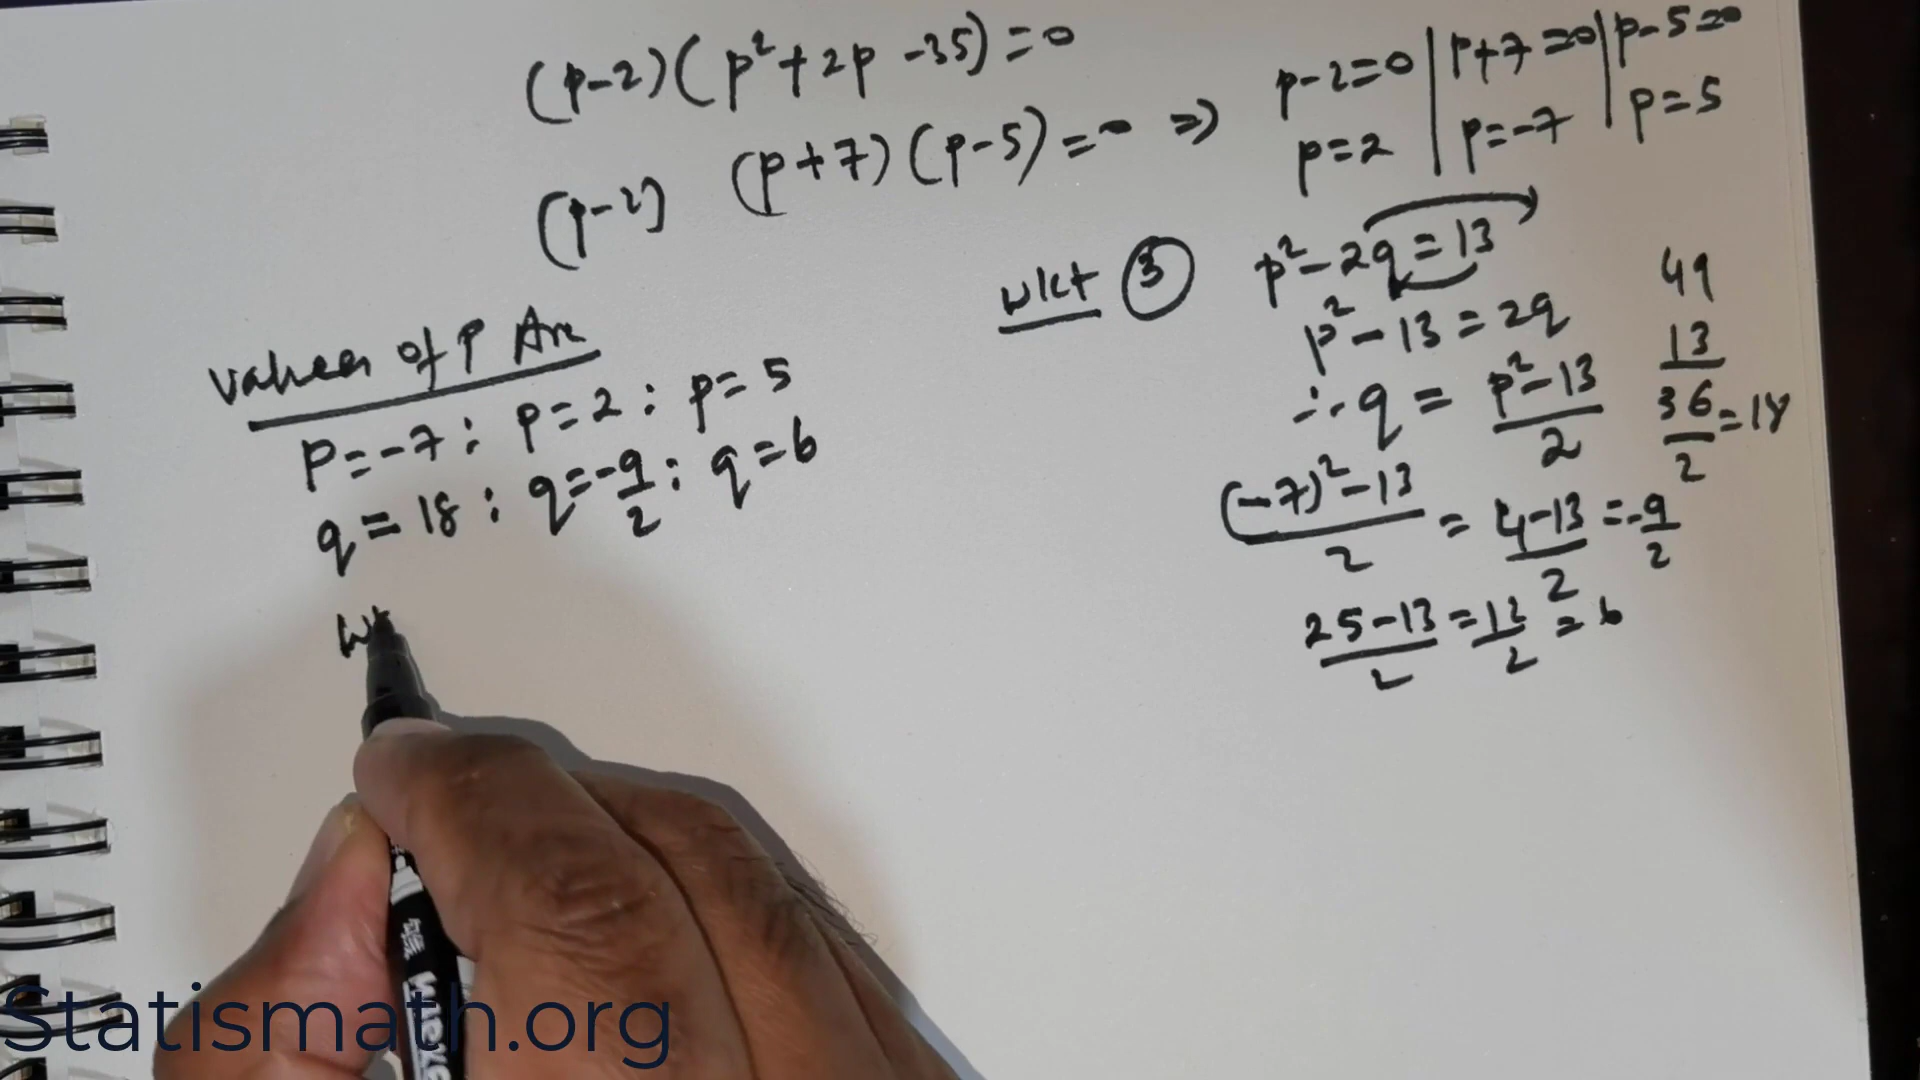 (p-2)(p²+2p-35)=0
(p-2) (p+7)(p-5)=0 ⇒
p-2=0 | p+7=0 | p-5=0
p=2 | p=-7 | p=5
wkt ③ p²-2q=13
p²-13=2q
∴ q = p²-13/2
49
13
36/2=18
(-7)²-13/2 = 4-13/2 = -9/2
25-13/2 = 12/2 = 6
values of P Are
P=-7 ; p=2 ; p=5
q=18 ; q=-9/2 ; q=6
Statismath.org